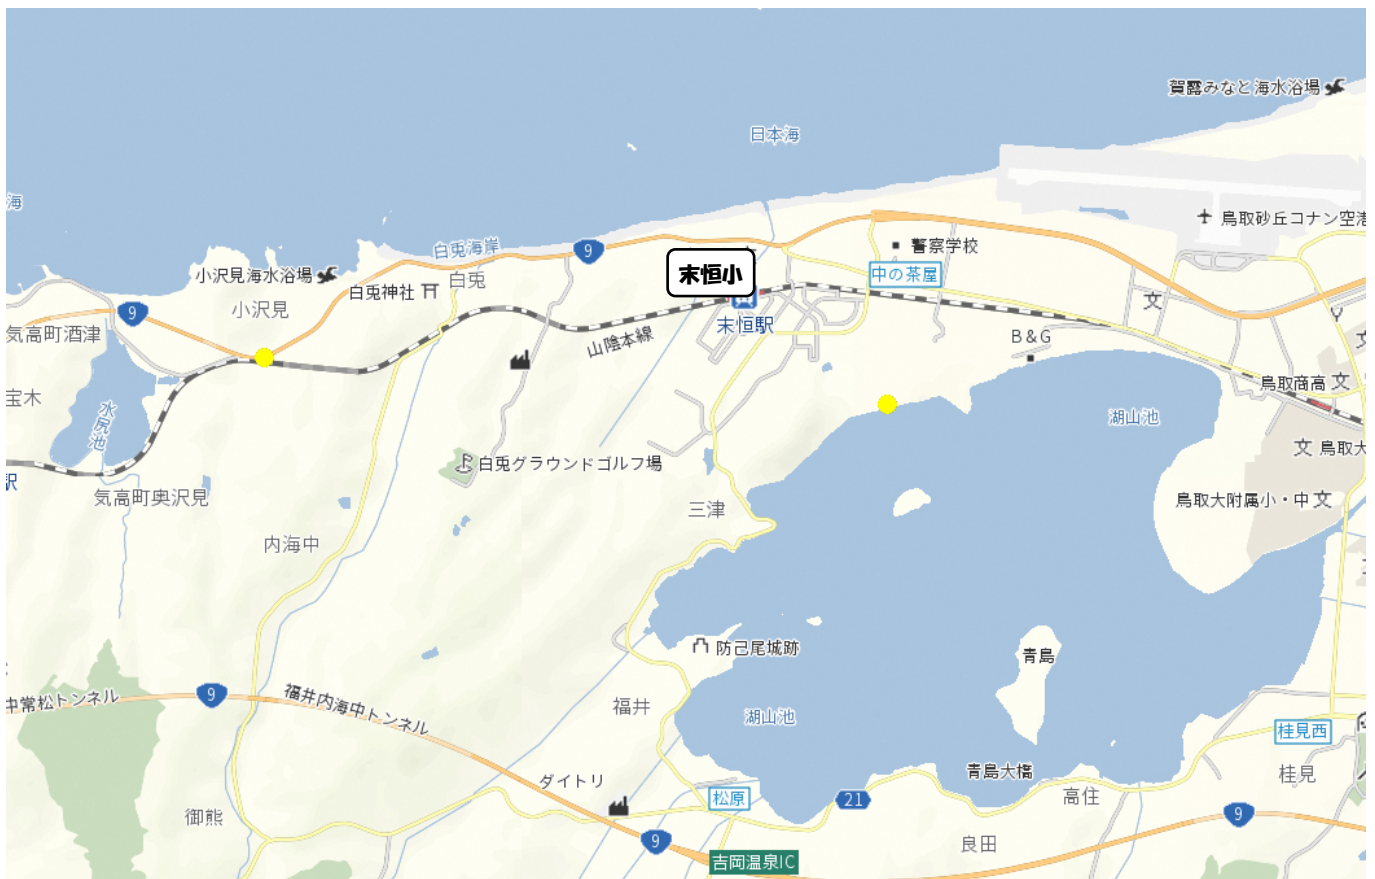 賀露みなと海水浴場
日本海
海
鳥取砂丘コナン空港
白兎海岸
9
警察学校
末恒小
中の茶屋
小沢見海水浴場
白兎
白兎神社
小沢見
9
文
末恒駅
気高町酒津
B&G
山陰本線
文
鳥取商高 文
宝木
水尻池
湖山池
文 鳥取大
白兎グラウンドゴルフ場
駅
気高町奥沢見
鳥取大附属小・中 文
三津
内海中
防己尾城跡
青島
9
中常松トンネル
福井内海中トンネル
福井
湖山池
桂見西
青島大橋
桂見
ダイトリ
高住
松原
21
御熊
9
9
良田
吉岡温泉IC